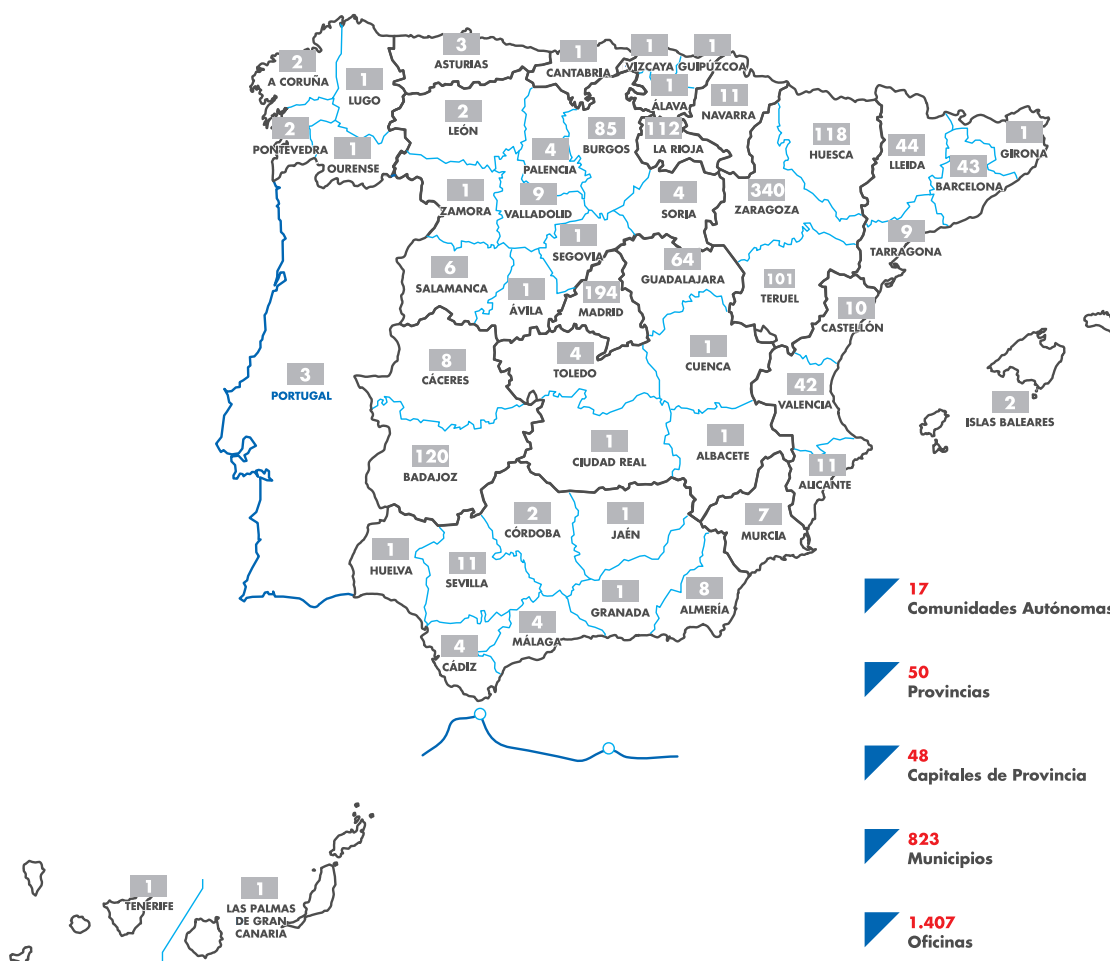 2
A CORUÑA
1
LUGO
3
ASTURIAS
1
CANTABRIA
1
VIZCAYA
1
GUIPÚZCOA
1
ÁLAVA
11
NAVARRA
2
PONTEVEDRA
1
OURENSE
2
LEÓN
4
PALENCIA
85
BURGOS
112
LA RIOJA
118
HUESCA
44
LLEIDA
1
GIRONA
43
BARCELONA
1
ZAMORA
9
VALLADOLID
4
SORIA
340
ZARAGOZA
9
TARRAGONA
1
SEGOVIA
6
SALAMANCA
1
ÁVILA
194
MADRID
64
GUADALAJARA
101
TERUEL
10
CASTELLÓN
3
PORTUGAL
8
CÁCERES
4
TOLEDO
1
CUENCA
42
VALENCIA
2
ISLAS BALEARES
120
BADAJOZ
1
CIUDAD REAL
1
ALBACETE
11
ALICANTE
1
HUELVA
11
SEVILLA
2
CÓRDOBA
1
JAÉN
7
MURCIA
4
CÁDIZ
4
MÁLAGA
1
GRANADA
8
ALMERÍA
1
TENERIFE
1
LAS PALMAS
DE GRAN
CANARIA
17
Comunidades Autónomas
50
Provincias
48
Capitales de Provincia
823
Municipios
1.407
Oficinas